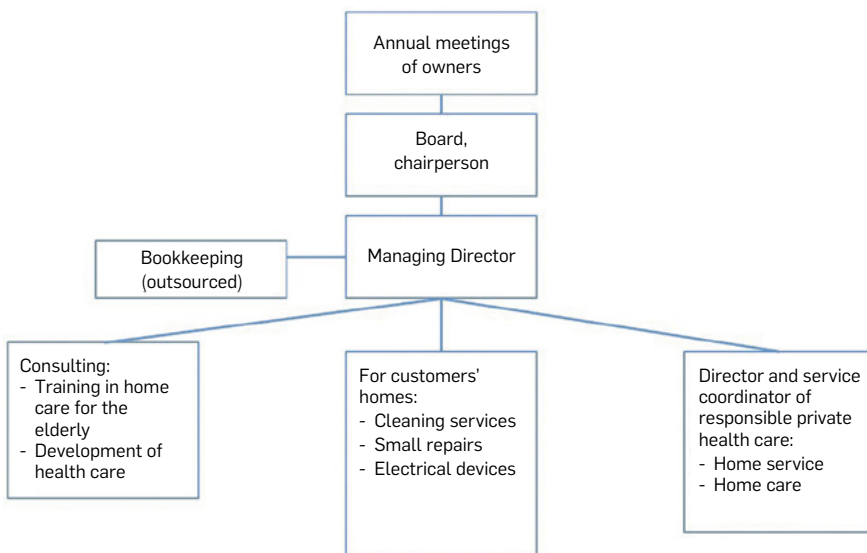 Annual meetings
of owners
Board,
chairperson
Managing Director
Bookkeeping
(outsourced)
Consulting:
- Training in home
care for the
elderly
- Development of
health care
For customers'
homes:
- Cleaning services
- Small repairs
- Electrical devices
Director and service
coordinator of
responsible private
health care:
- Home service
- Home care